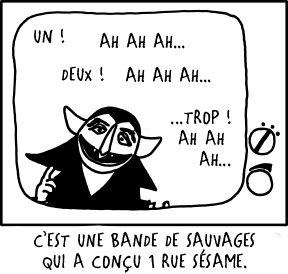 UN ! AH AH AH...
DEUX ! AH AH AH...
...TROP !
AH AH
AH...
C'EST UNE BANDE DE SAUVAGES
QUI A CONÇU 1 RUE SÉSAME.